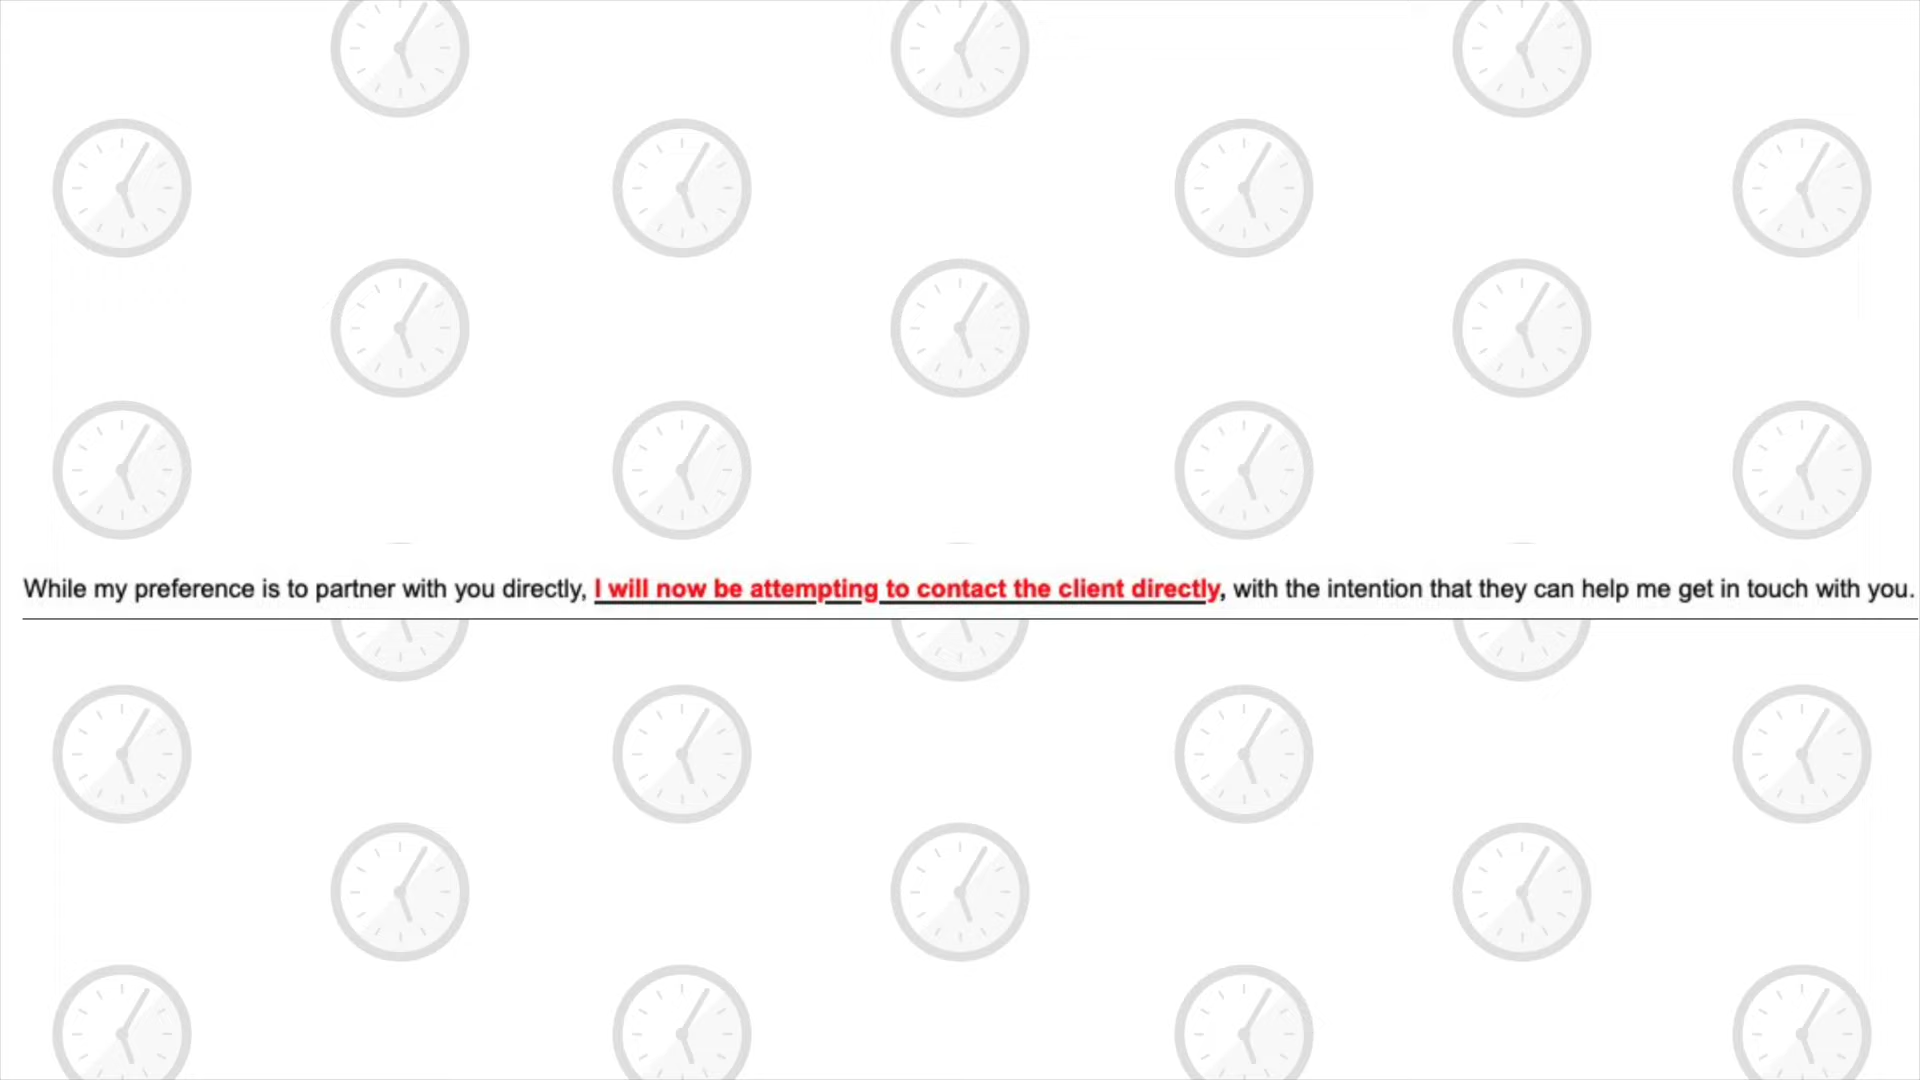 While my preference is to partner with you directly, I will now be attempting to contact the client directly, with the intention that they can help me get in touch with you.